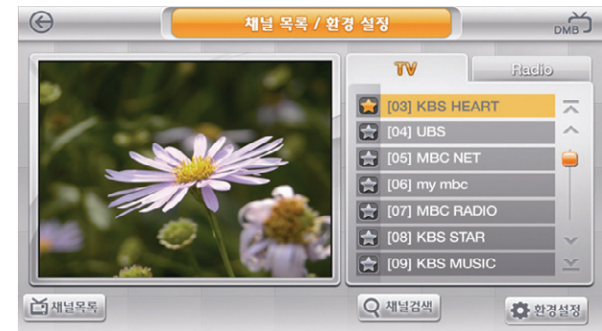 채널 목록 / 환경 설정
DMB
TV
Radio
[03] KBS HEART
[04] UBS
[05] MBC NET
[06] my mbc
[07] MBC RADIO
[08] KBS STAR
[09] KBS MUSIC
채널목록
채널검색
환경설정